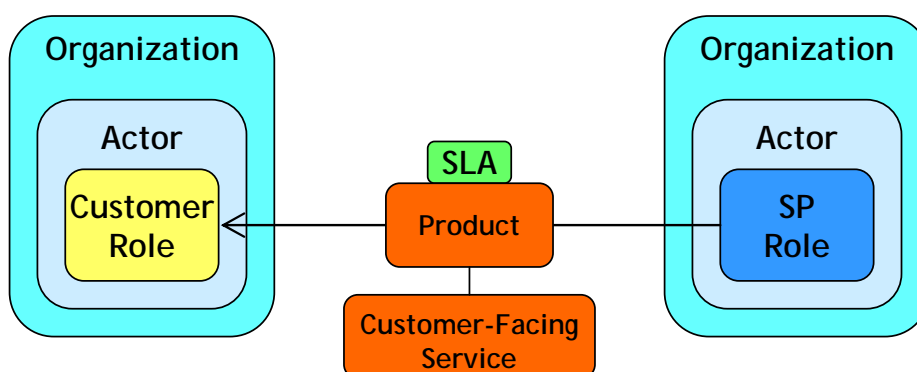 Organization
Actor
Customer
Role
SLA
Product
Customer-Facing
Service
Organization
Actor
SP
Role